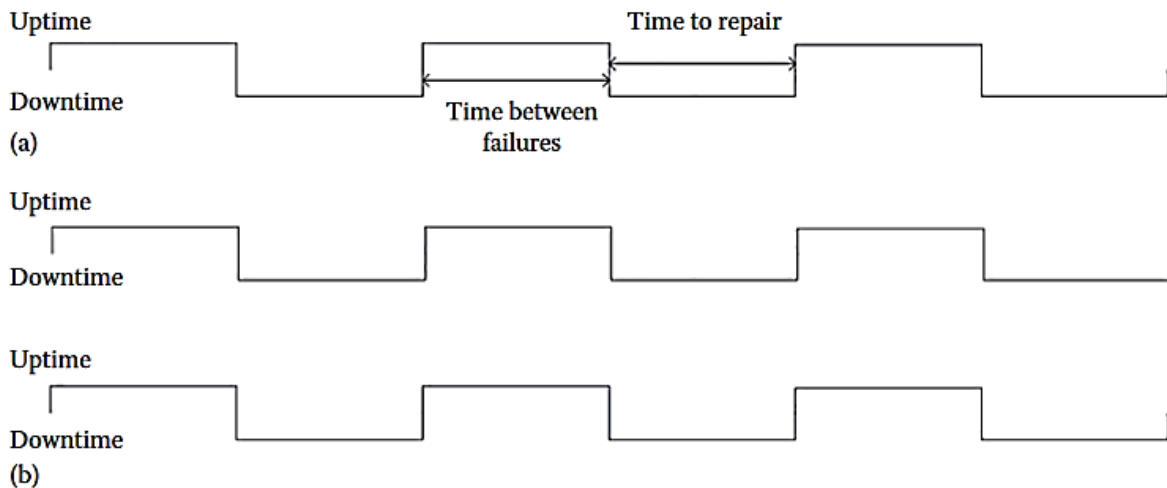 Uptime
Time to repair
Downtime
Time between
failures
(a)
Uptime
Downtime
Uptime
Downtime
(b)